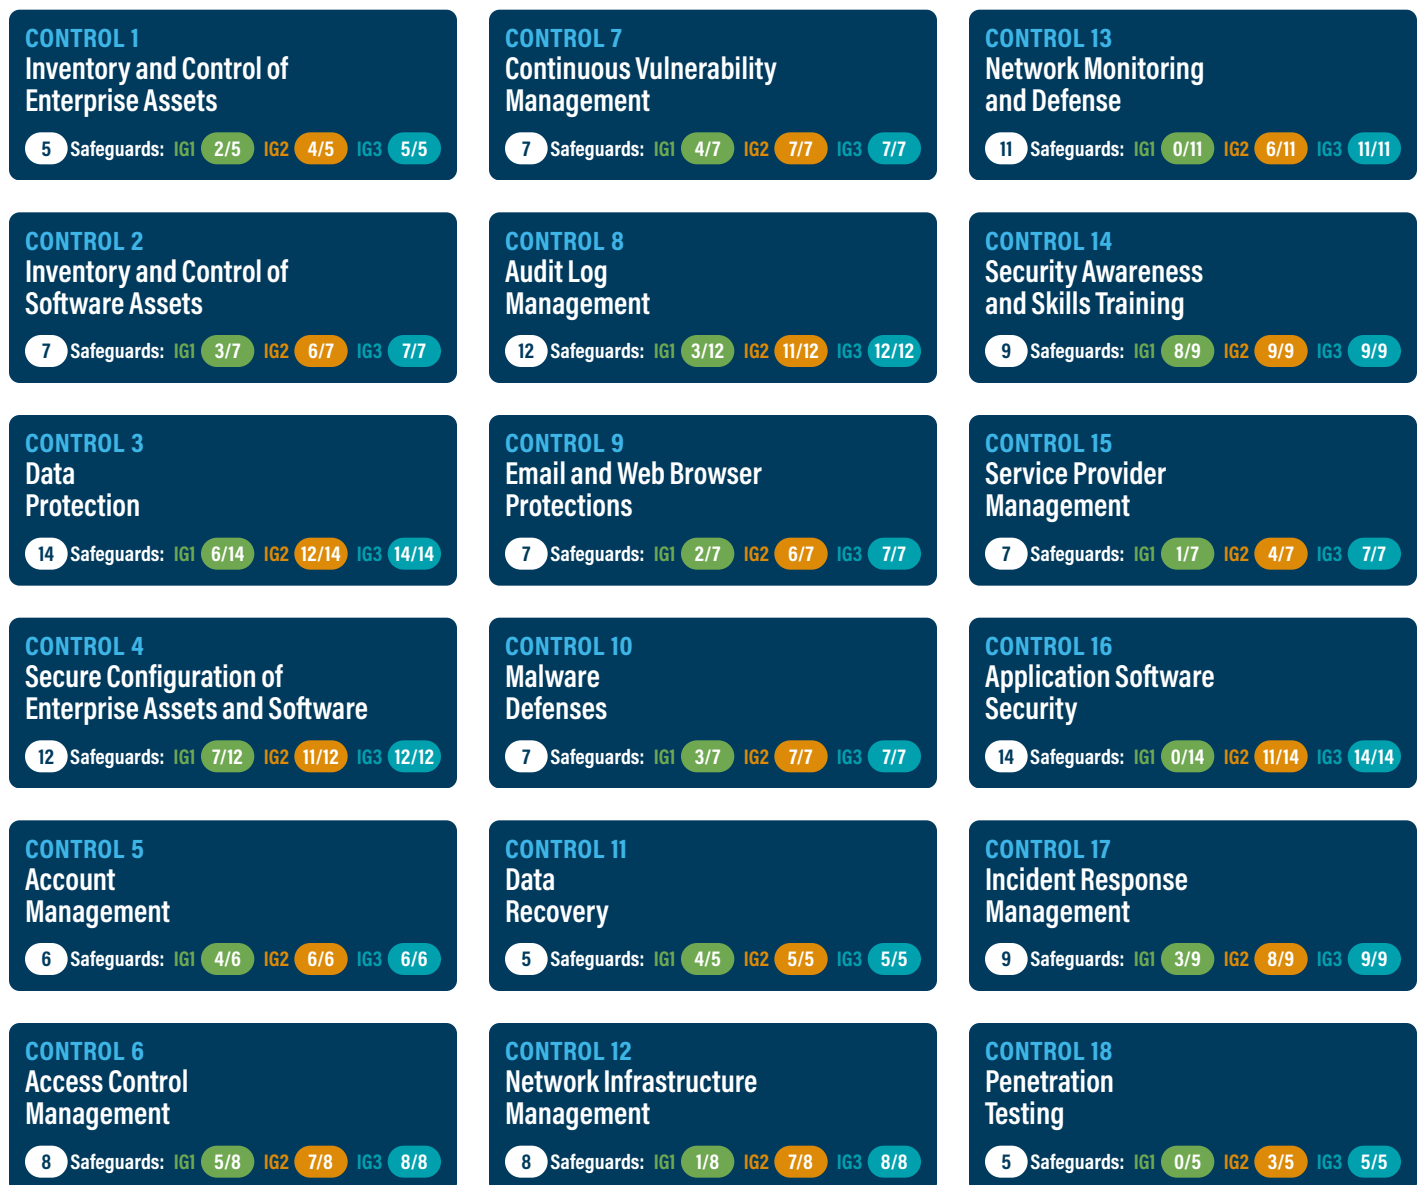 CONTROL 1
Inventory and Control of
Enterprise Assets
5 Safeguards: IG1 2/5 IG2 4/5 IG3 5/5
CONTROL 2
Inventory and Control of
Software Assets
7 Safeguards: IG1 3/7 IG2 6/7 IG3 7/7
CONTROL 3
Data
Protection
14 Safeguards: IG1 6/14 IG2 12/14 IG3 14/14
CONTROL 4
Secure Configuration of
Enterprise Assets and Software
12 Safeguards: IG1 7/12 IG2 11/12 IG3 12/12
CONTROL 5
Account
Management
6 Safeguards: IG1 4/6 IG2 6/6 IG3 6/6
CONTROL 6
Access Control
Management
8 Safeguards: IG1 5/8 IG2 7/8 IG3 8/8
CONTROL 7
Continuous Vulnerability
Management
7 Safeguards: IG1 4/7 IG2 7/7 IG3 7/7
CONTROL 8
Audit Log
Management
12 Safeguards: IG1 3/12 IG2 11/12 IG3 12/12
CONTROL 9
Email and Web Browser
Protections
7 Safeguards: IG1 2/7 IG2 6/7 IG3 7/7
CONTROL 10
Malware
Defenses
7 Safeguards: IG1 3/7 IG2 7/7 IG3 7/7
CONTROL 11
Data
Recovery
5 Safeguards: IG1 4/5 IG2 5/5 IG3 5/5
CONTROL 12
Network Infrastructure
Management
8 Safeguards: IG1 1/8 IG2 7/8 IG3 8/8
CONTROL 13
Network Monitoring
and Defense
11 Safeguards: IG1 0/11 IG2 6/11 IG3 11/11
CONTROL 14
Security Awareness
and Skills Training
9 Safeguards: IG1 8/9 IG2 9/9 IG3 9/9
CONTROL 15
Service Provider
Management
7 Safeguards: IG1 1/7 IG2 4/7 IG3 7/7
CONTROL 16
Application Software
Security
14 Safeguards: IG1 0/14 IG2 11/14 IG3 14/14
CONTROL 17
Incident Response
Management
9 Safeguards: IG1 3/9 IG2 8/9 IG3 9/9
CONTROL 18
Penetration
Testing
5 Safeguards: IG1 0/5 IG2 3/5 IG3 5/5